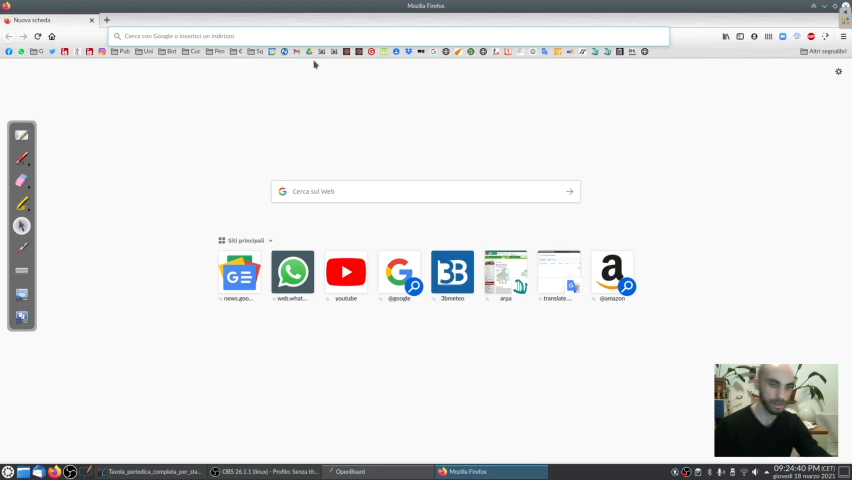 Mozilla Firefox
Nuova scheda
Cerca con Google o inserisci un indirizzo
G
Pub
Uni
Bot
Cuc
Pen
€
Sq
Altri segnalibri
Cerca sul Web
Siti principali
news.goo...
web.what...
youtube
@google
3bmeteo
arpa
translate....
@amazon
Tavola_periodica_completa_per_sta...
OBS 26.1.1 (linux) - Profilo: Senza tit...
OpenBoard
Mozilla Firefox
09:24:40 PM (CET)
giovedì 18 marzo 2021